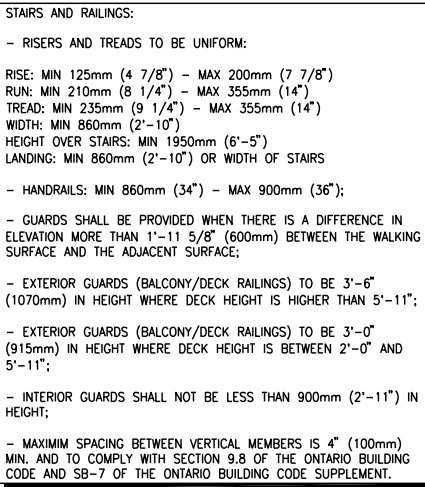 STAIRS AND RAILINGS:
- RISERS AND TREADS TO BE UNIFORM:
RISE: MIN 125mm (4 7/8") - MAX 200mm (7 7/8")
RUN: MIN 210mm (8 1/4") - MAX 355mm (14")
TREAD: MIN 235mm (9 1/4") - MAX 355mm (14")
WIDTH: MIN 860mm (2'-10")
HEIGHT OVER STAIRS: MIN 1950mm (6'-5")
LANDING: MIN 860mm (2'-10") OR WIDTH OF STAIRS
- HANDRAILS: MIN 860mm (34") - MAX 900mm (36");
- GUARDS SHALL BE PROVIDED WHEN THERE IS A DIFFERENCE IN
ELEVATION MORE THAN 1'-11 5/8" (600mm) BETWEEN THE WALKING
SURFACE AND THE ADJACENT SURFACE;
- EXTERIOR GUARDS (BALCONY/DECK RAILINGS) TO BE 3'-6"
(1070mm) IN HEIGHT WHERE DECK HEIGHT IS HIGHER THAN 5'-11";
- EXTERIOR GUARDS (BALCONY/DECK RAILINGS) TO BE 3'-0"
(915mm) IN HEIGHT WHERE DECK HEIGHT IS BETWEEN 2'-0" AND
5'-11";
- INTERIOR GUARDS SHALL NOT BE LESS THAN 900mm (2'-11") IN
HEIGHT;
- MAXIMIM SPACING BETWEEN VERTICAL MEMBERS IS 4" (100mm)
MIN. AND TO COMPLY WITH SECTION 9.8 OF THE ONTARIO BUILDING
CODE AND SB-7 OF THE ONTARIO BUILDING CODE SUPPLEMENT.